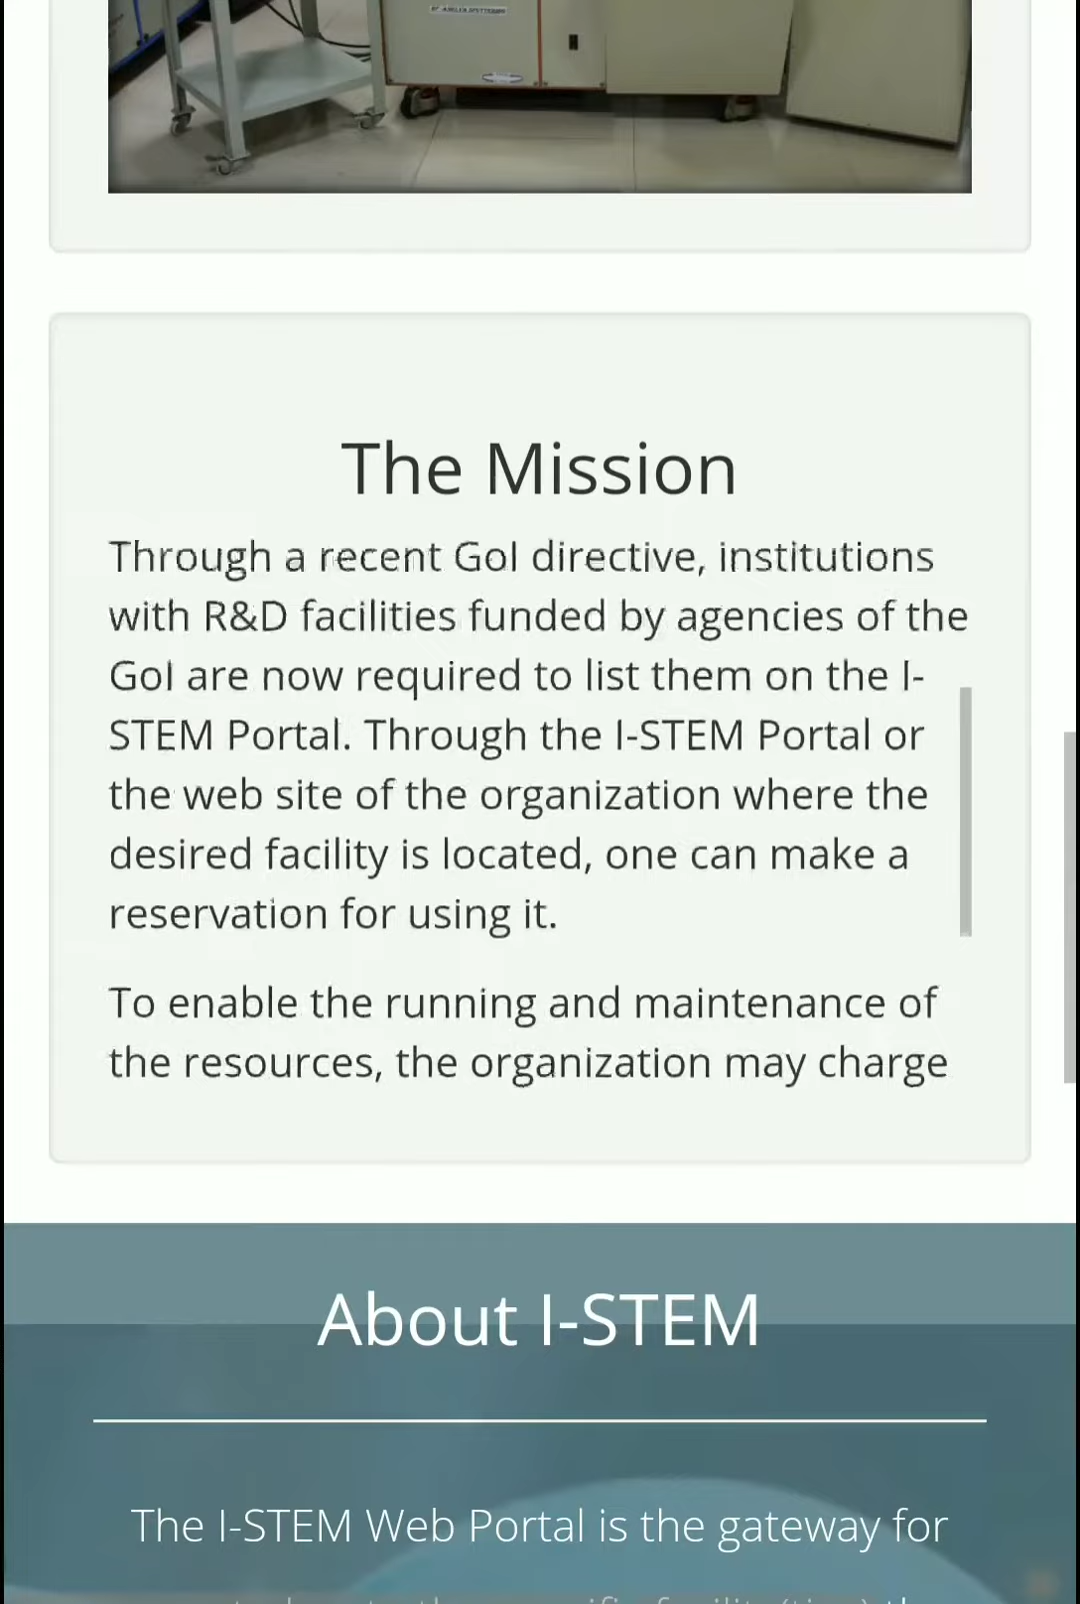 The Mission
Through a recent GoI directive, institutions
with R&D facilities funded by agencies of the
GoI are now required to list them on the I-
STEM Portal. Through the I-STEM Portal or
the web site of the organization where the
desired facility is located, one can make a
reservation for using it.
To enable the running and maintenance of
the resources, the organization may charge
About I-STEM
The I-STEM Web Portal is the gateway for